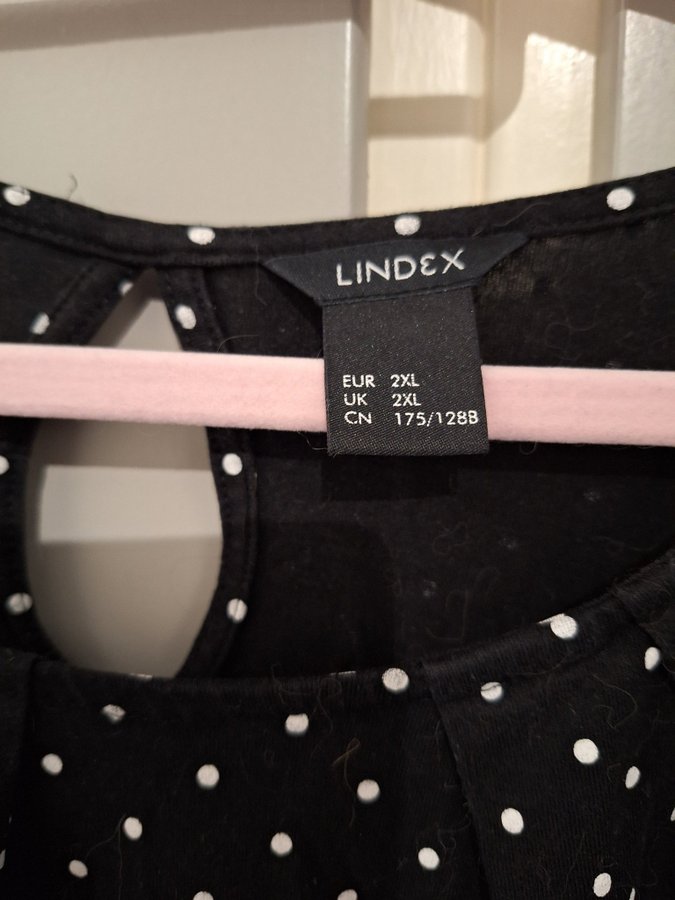 LINDEX
EUR 2XL
UK 2XL
CN 175/128B